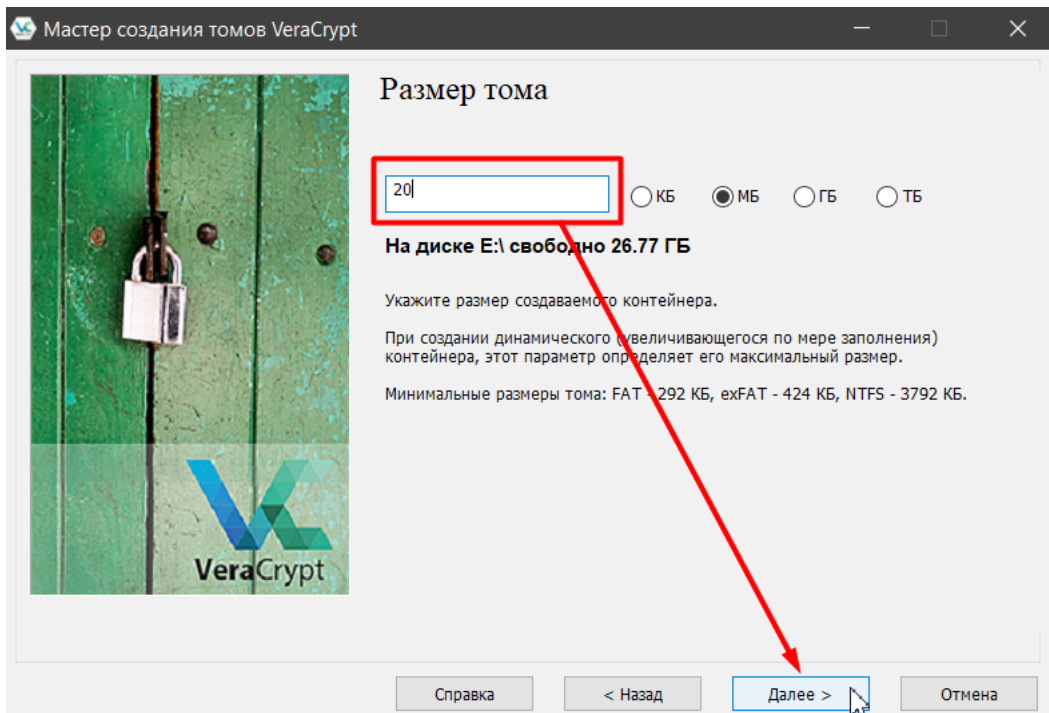 Мастер создания томов VeraCrypt
Размер тома
20
КБ МБ ГБ ТБ
На диске E:\ свободно 26.77 ГБ
Укажите размер создаваемого контейнера.
При создании динамического (увеличивающегося по мере заполнения)
контейнера, этот параметр определяет его максимальный размер.
Минимальные размеры тома: FAT - 292 КБ, exFAT - 424 КБ, NTFS - 3792 КБ.
VeraCrypt
Справка < Назад Далее > Отмена